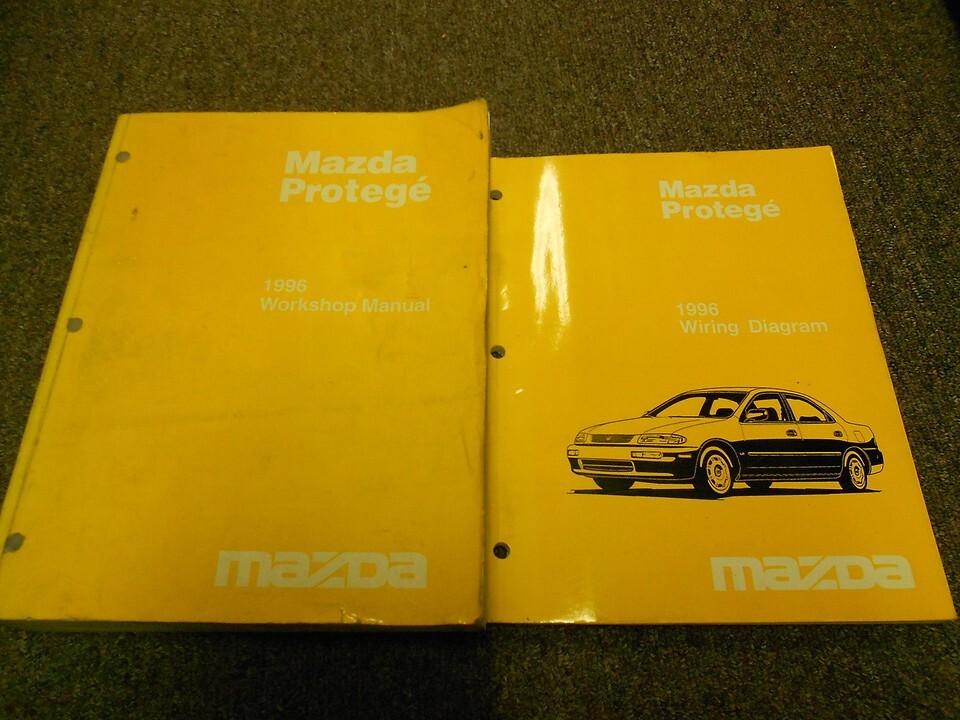 Mazda
Protegé
1996
Workshop Manual
mazda
Mazda
Protegé
1996
Wiring Diagram
mazda